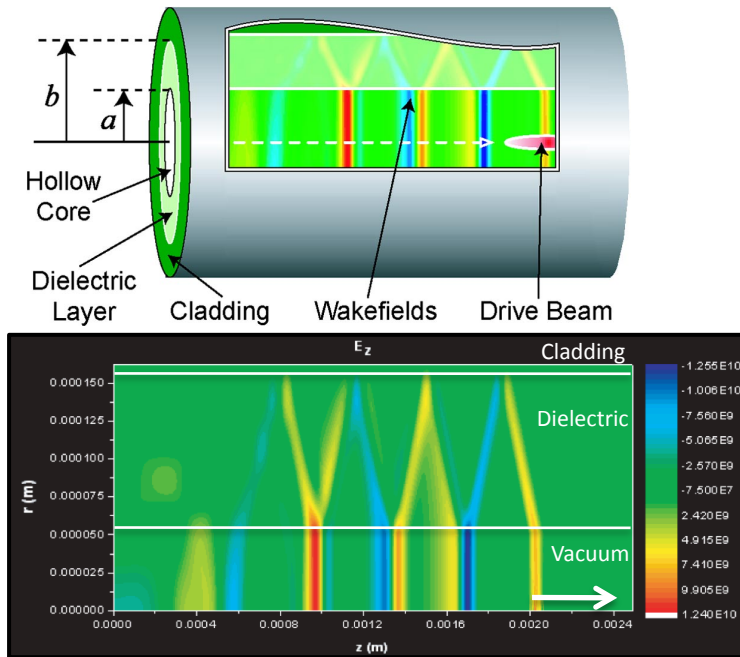 b
a
Hollow
Core
Dielectric
Layer
Cladding
Wakefields
Drive Beam
E_z
Cladding
Dielectric
Vacuum
r (m)
0.000150
0.000125
0.000100
0.000075
0.000050
0.000025
0.000000
0.0000
0.0004
0.0008
0.0012
0.0016
0.0020
0.0024
z (m)
-1.255E10
-1.006E10
-7.560E9
-5.065E9
-2.570E9
-7.500E7
2.420E9
4.915E9
7.410E9
9.905E9
1.240E10